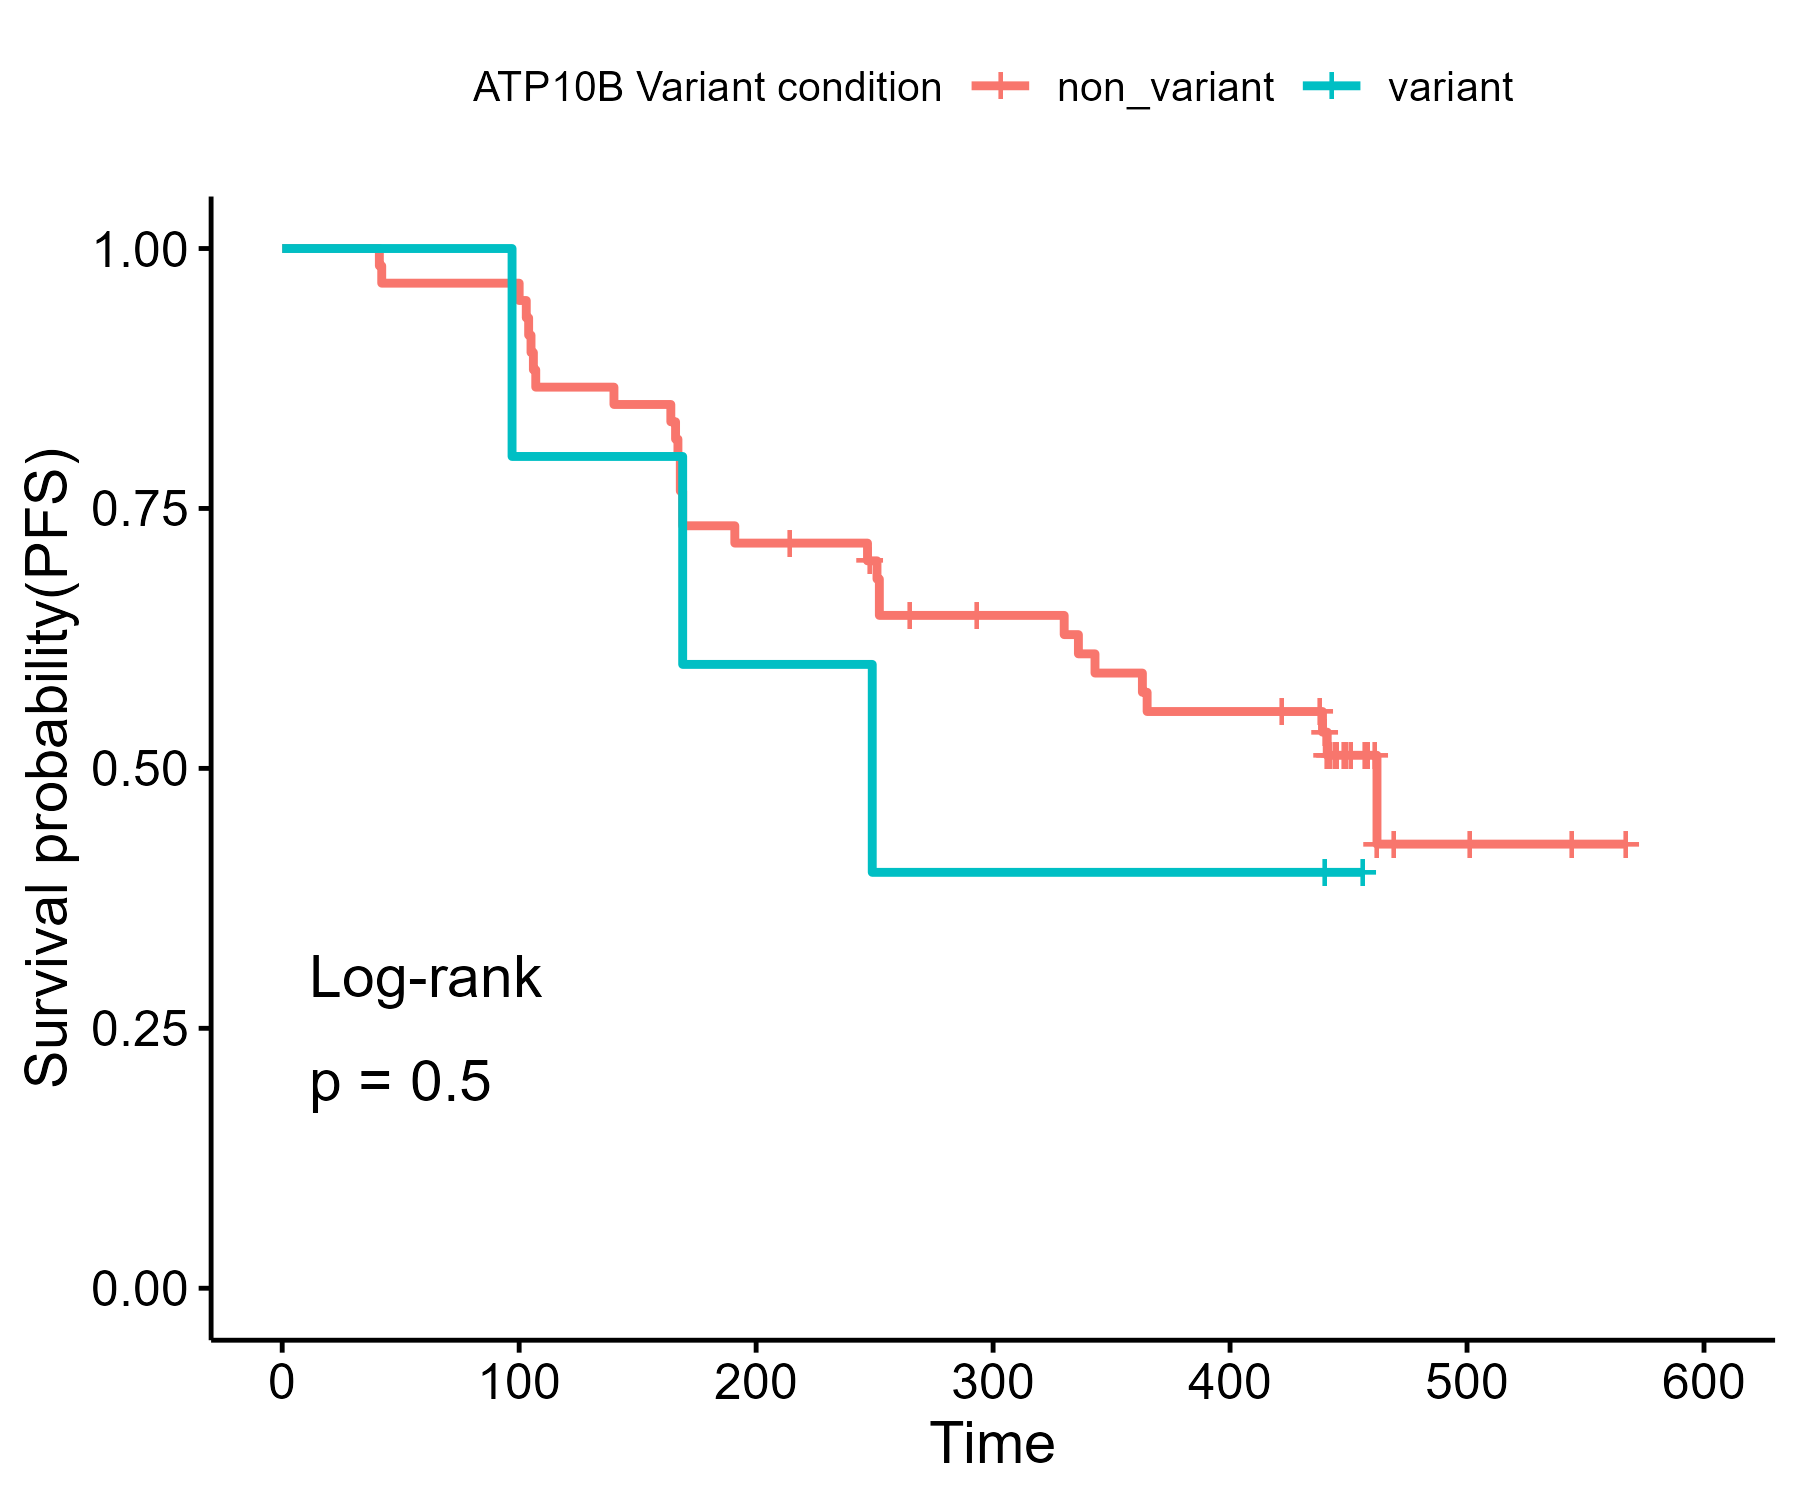 ATP10B Variant condition non_variant variant
Survival probability(PFS)
1.00
0.75
0.50
0.25
0.00
Log-rank
p = 0.5
0 100 200 300 400 500 600
Time